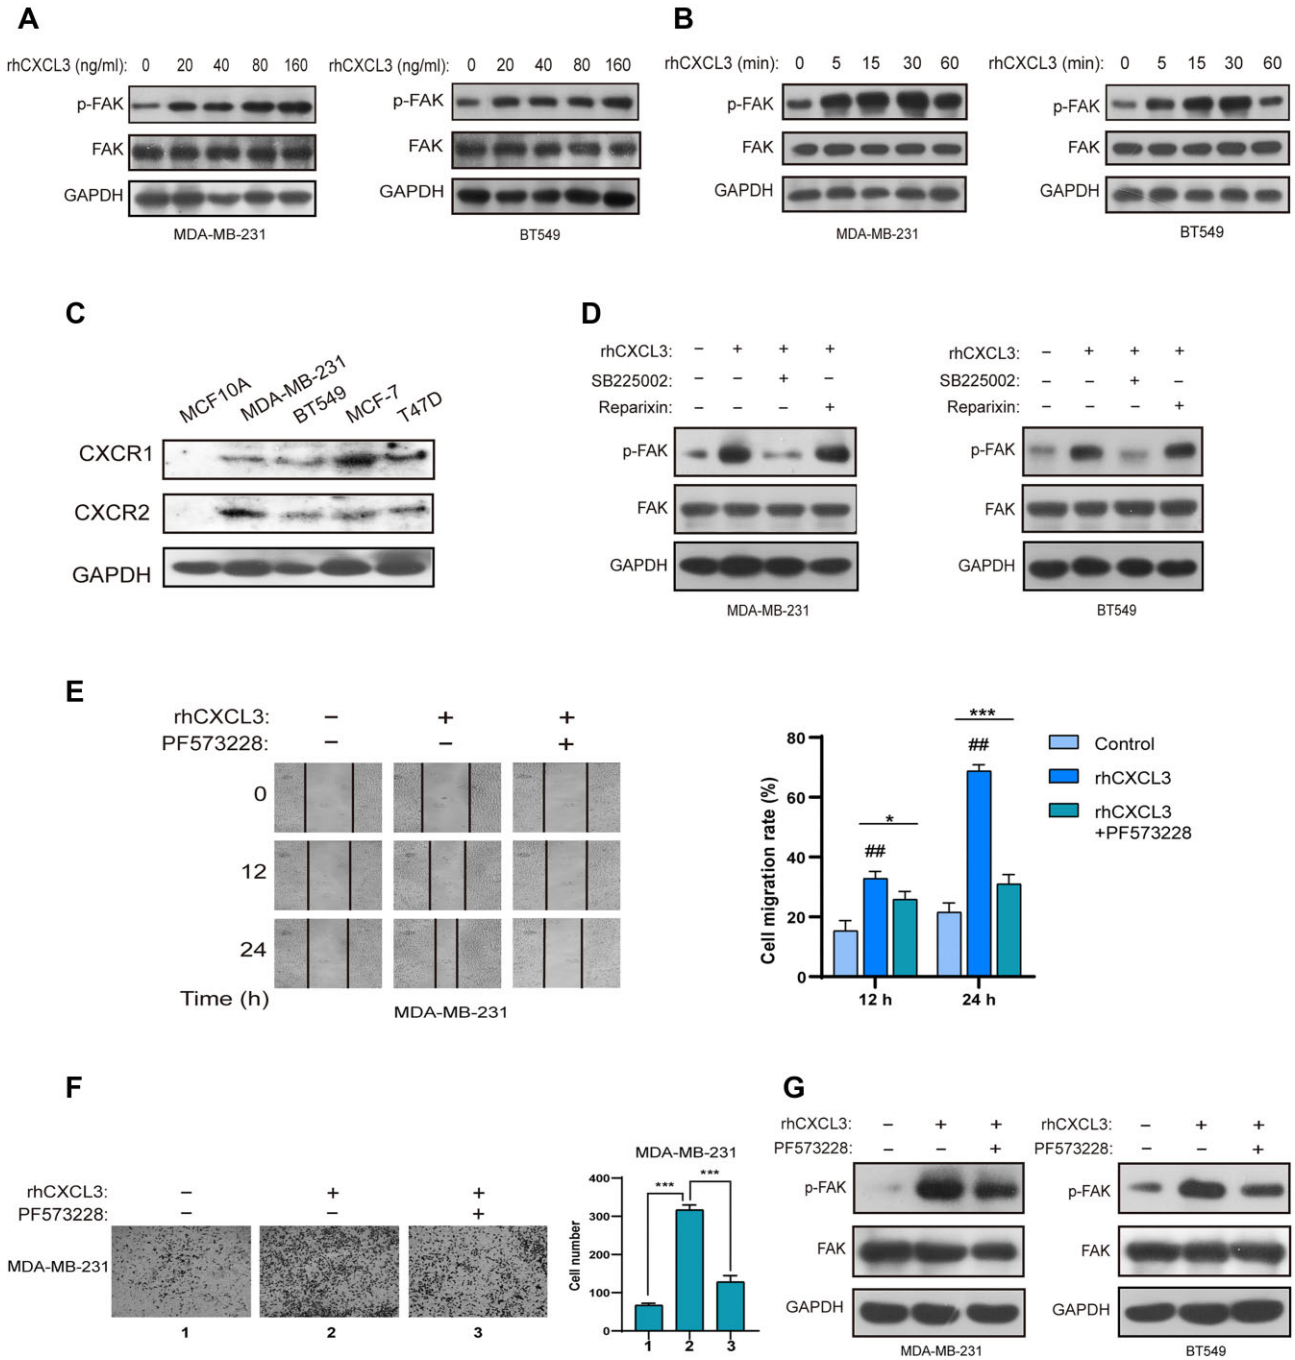 A
rhCXCL3 (ng/ml): 0 20 40 80 160
p-FAK
FAK
GAPDH
MDA-MB-231
rhCXCL3 (ng/ml): 0 20 40 80 160
p-FAK
FAK
GAPDH
BT549
B
rhCXCL3 (min): 0 5 15 30 60
p-FAK
FAK
GAPDH
MDA-MB-231
rhCXCL3 (min): 0 5 15 30 60
p-FAK
FAK
GAPDH
BT549
C
MCF10A MDA-MB-231 BT549 MCF-7 T47D
CXCR1
CXCR2
GAPDH
D
rhCXCL3: – + + +
SB225002: – – + –
Reparixin: – – – +
p-FAK
FAK
GAPDH
MDA-MB-231
rhCXCL3: – + + +
SB225002: – – + –
Reparixin: – – – +
p-FAK
FAK
GAPDH
BT549
E
rhCXCL3: – + +
PF573228: – – +
0
12
24
Time (h)
MDA-MB-231
Cell migration rate (%)
80
60
40
20
0
* ## *** ##
12 h 24 h
Control
rhCXCL3
rhCXCL3
+PF573228
F
rhCXCL3: – + +
PF573228: – – +
MDA-MB-231
1 2 3
MDA-MB-231
Cell number
400
300
200
100
0
*** ***
1 2 3
G
rhCXCL3: – + +
PF573228: – – +
p-FAK
FAK
GAPDH
MDA-MB-231
rhCXCL3: – + +
PF573228: – – +
p-FAK
FAK
GAPDH
BT549